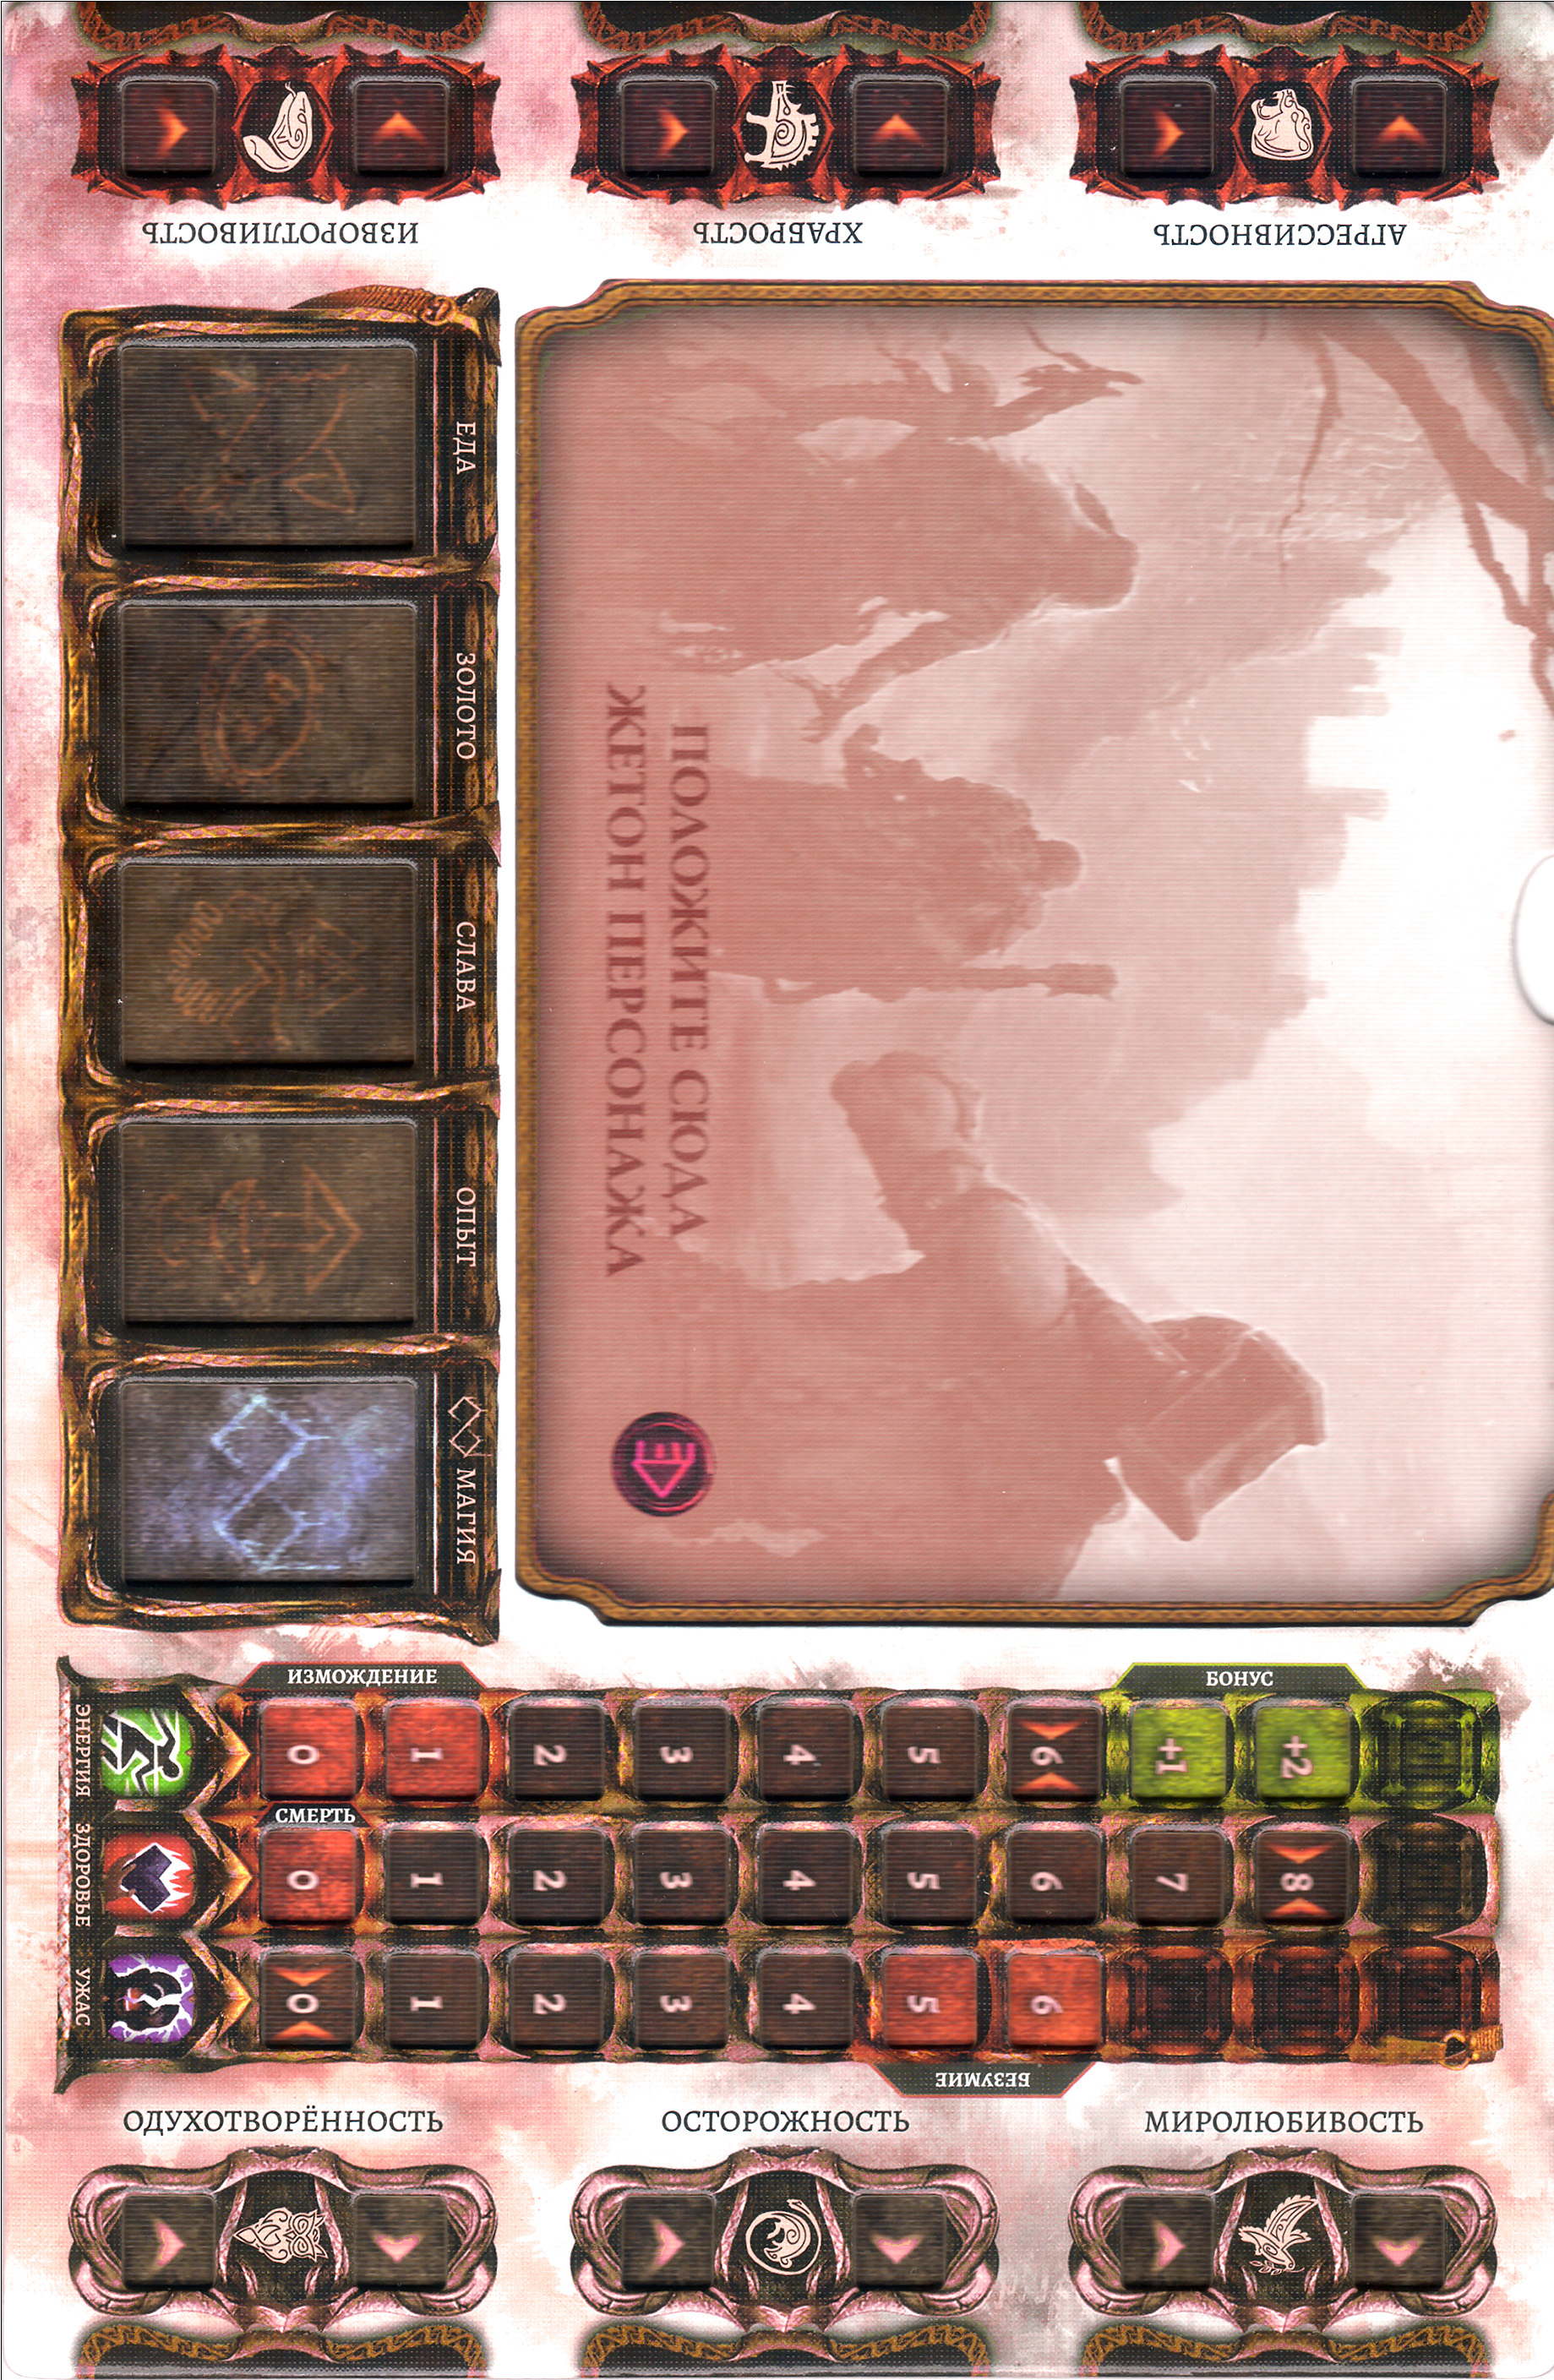 ИЗВОРОТЛИВОСТЬ
ХРАБРОСТЬ
АГРЕССИВНОСТЬ
ЕДА
ЗОЛОТО
СЛАВА
ОПЫТ
МАГИЯ
ПОЛОЖИТЕ СЮДА
ЖЕТОН ПЕРСОНАЖА
ИЗМОЖДЕНИЕ
БОНУС
ЭНЕРГИЯ
0 1 2 3 4 5 6 +1 +2
СМЕРТЬ
ЗДОРОВЬЕ
0 1 2 3 4 5 6 7 8
УЖАС
0 1 2 3 4 5 6
БЕЗУМИЕ
ОДУХОТВОРЁННОСТЬ
ОСТОРОЖНОСТЬ
МИРОЛЮБИВОСТЬ